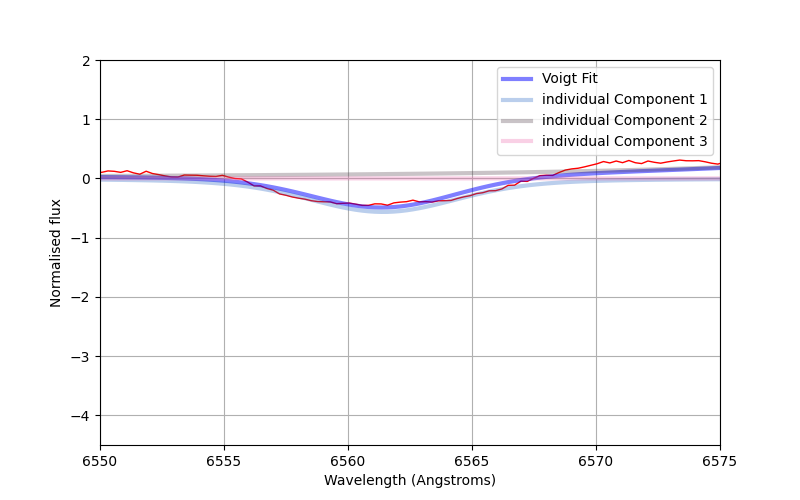 2
1
0
−1
−2
−3
−4
Normalised flux
Voigt Fit
individual Component 1
individual Component 2
individual Component 3
6550 6555 6560 6565 6570 6575
Wavelength (Angstroms)